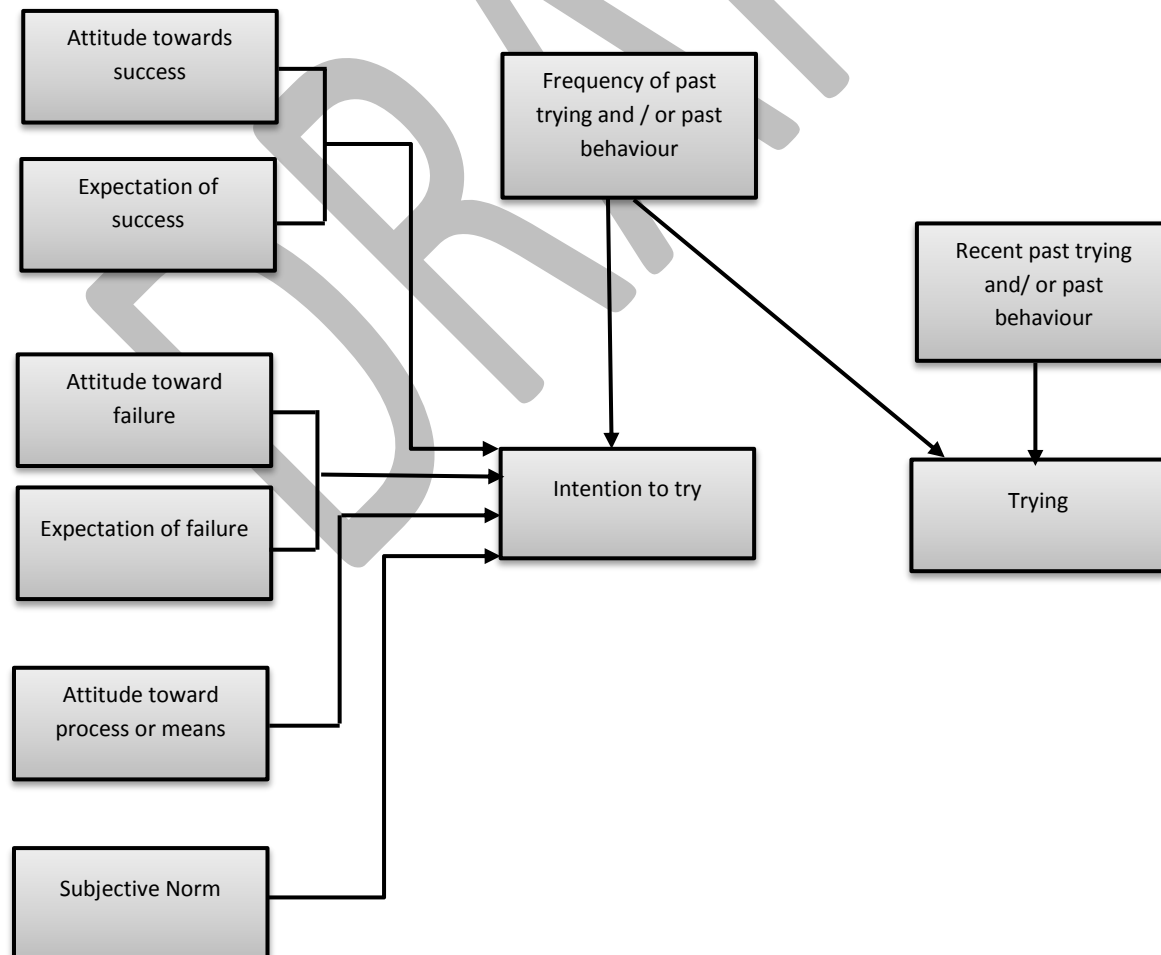 Attitude towards
success
Frequency of past
trying and / or past
behaviour
Expectation of
success
Recent past trying
and/ or past
behaviour
Attitude toward
failure
Intention to try
Trying
Expectation of failure
Attitude toward
process or means
Subjective Norm
DRA